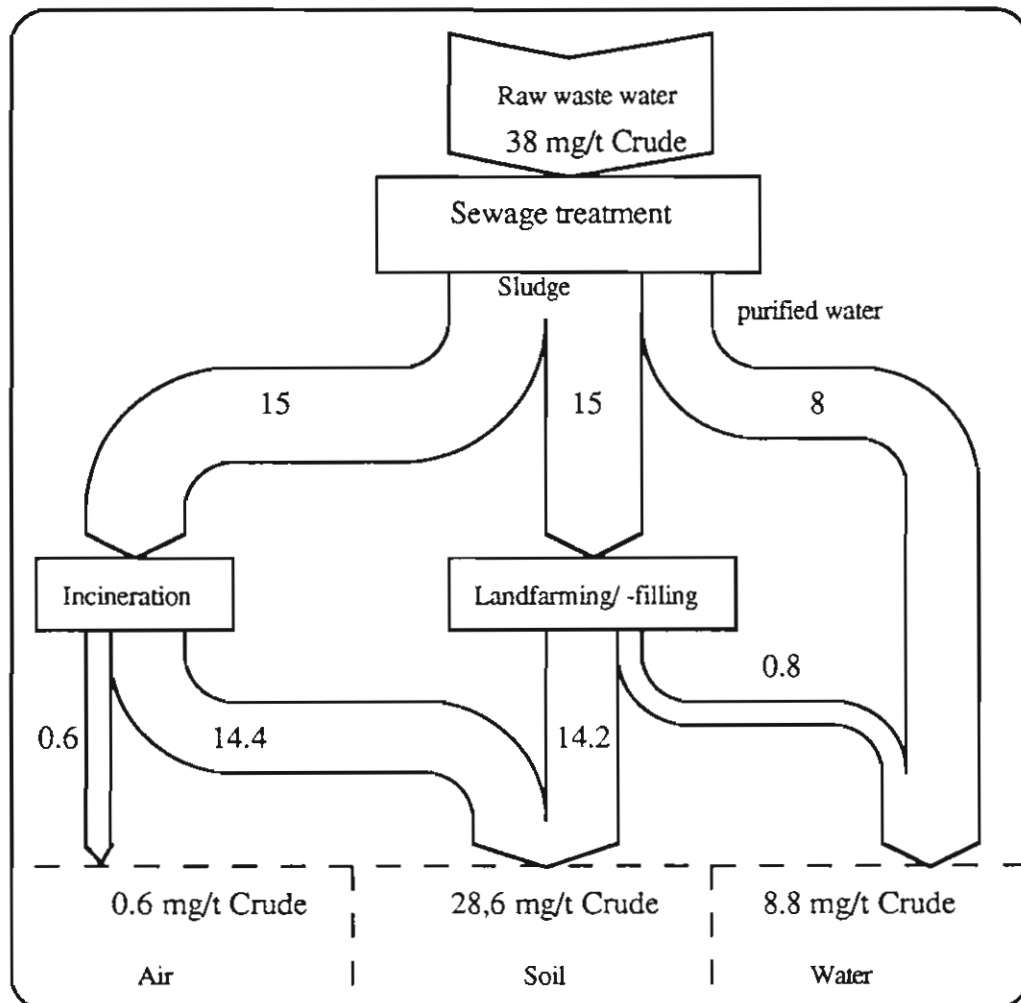 Raw waste water
38 mg/t Crude
Sewage treatment
Sludge
purified water
15
15
8
Incineration
Landfarming/ -filling
0.8
0.6
14.4
14.2
0.6 mg/t Crude
28,6 mg/t Crude
8.8 mg/t Crude
Air
Soil
Water